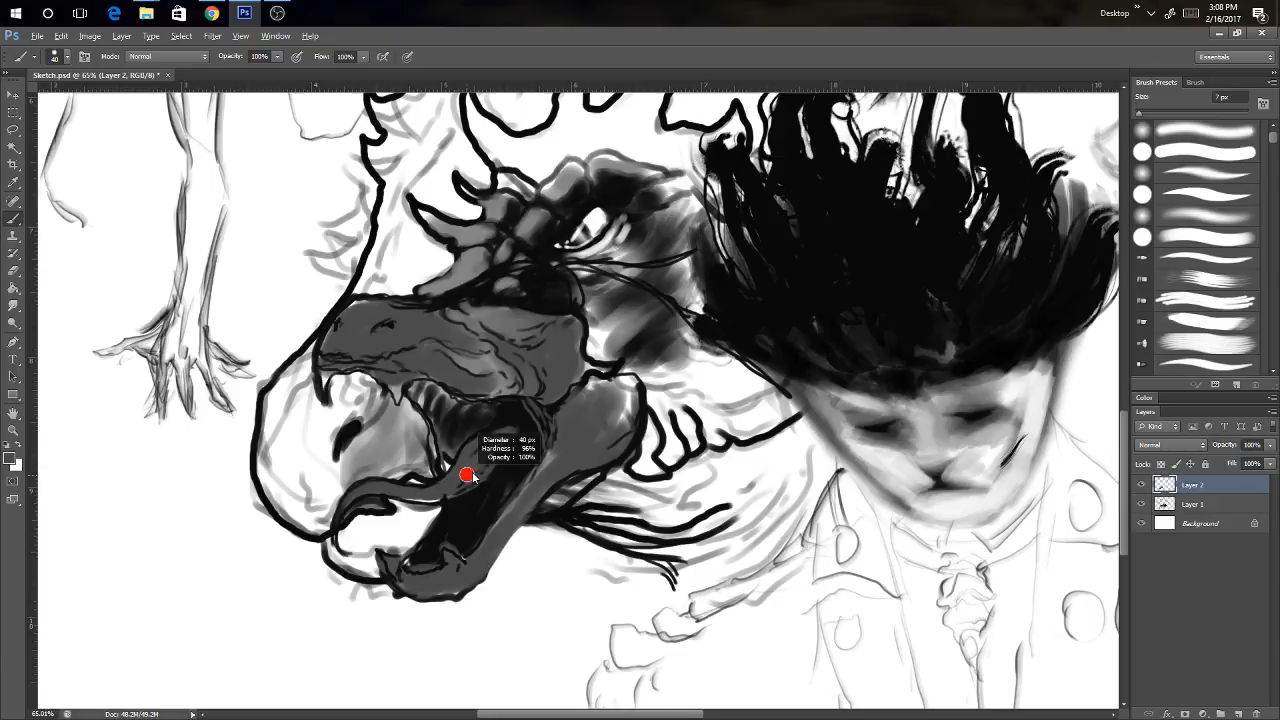 Desktop
3:08 PM
2/16/2017
Ps
File Edit Image Layer Type Select Filter View Window Help
40
Mode: Normal
Opacity: 100%
Flow: 100%
Essentials
Sketch.psd @ 65% (Layer 2, RGB/8) *
Brush Presets Brush
Size: 7 px
Diameter: 40 px
Hardness: 96%
Opacity: 100%
Color
Layers
Kind
Normal
Opacity: 100%
Lock:
Fill: 100%
Layer 2
Layer 1
Background
65.01%
Doc: 48.2M/49.2M